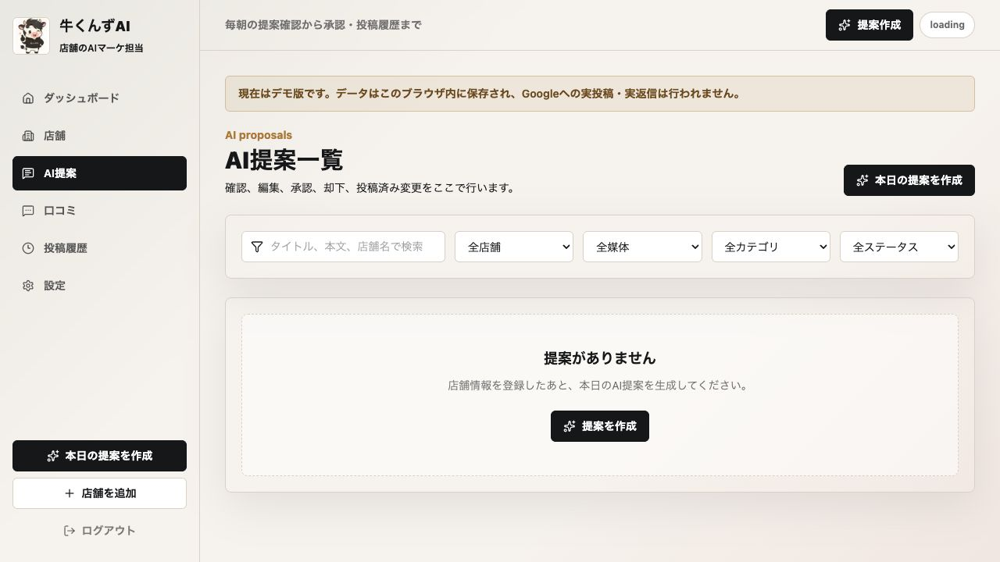 牛くんずAI
店舗のAIマーケ担当
ダッシュボード
店舗
AI提案
口コミ
投稿履歴
設定
本日の提案を作成
店舗を追加
ログアウト
毎朝の提案確認から承認・投稿履歴まで
提案作成
loading
現在はデモ版です。データはこのブラウザ内に保存され、Googleへの実投稿・実返信は行われません。
AI proposals
AI提案一覧
確認、編集、承認、却下、投稿済み変更をここで行います。
本日の提案を作成
タイトル、本文、店舗名で検索
全店舗
全媒体
全カテゴリ
全ステータス
提案がありません
店舗情報を登録したあと、本日のAI提案を生成してください。
提案を作成